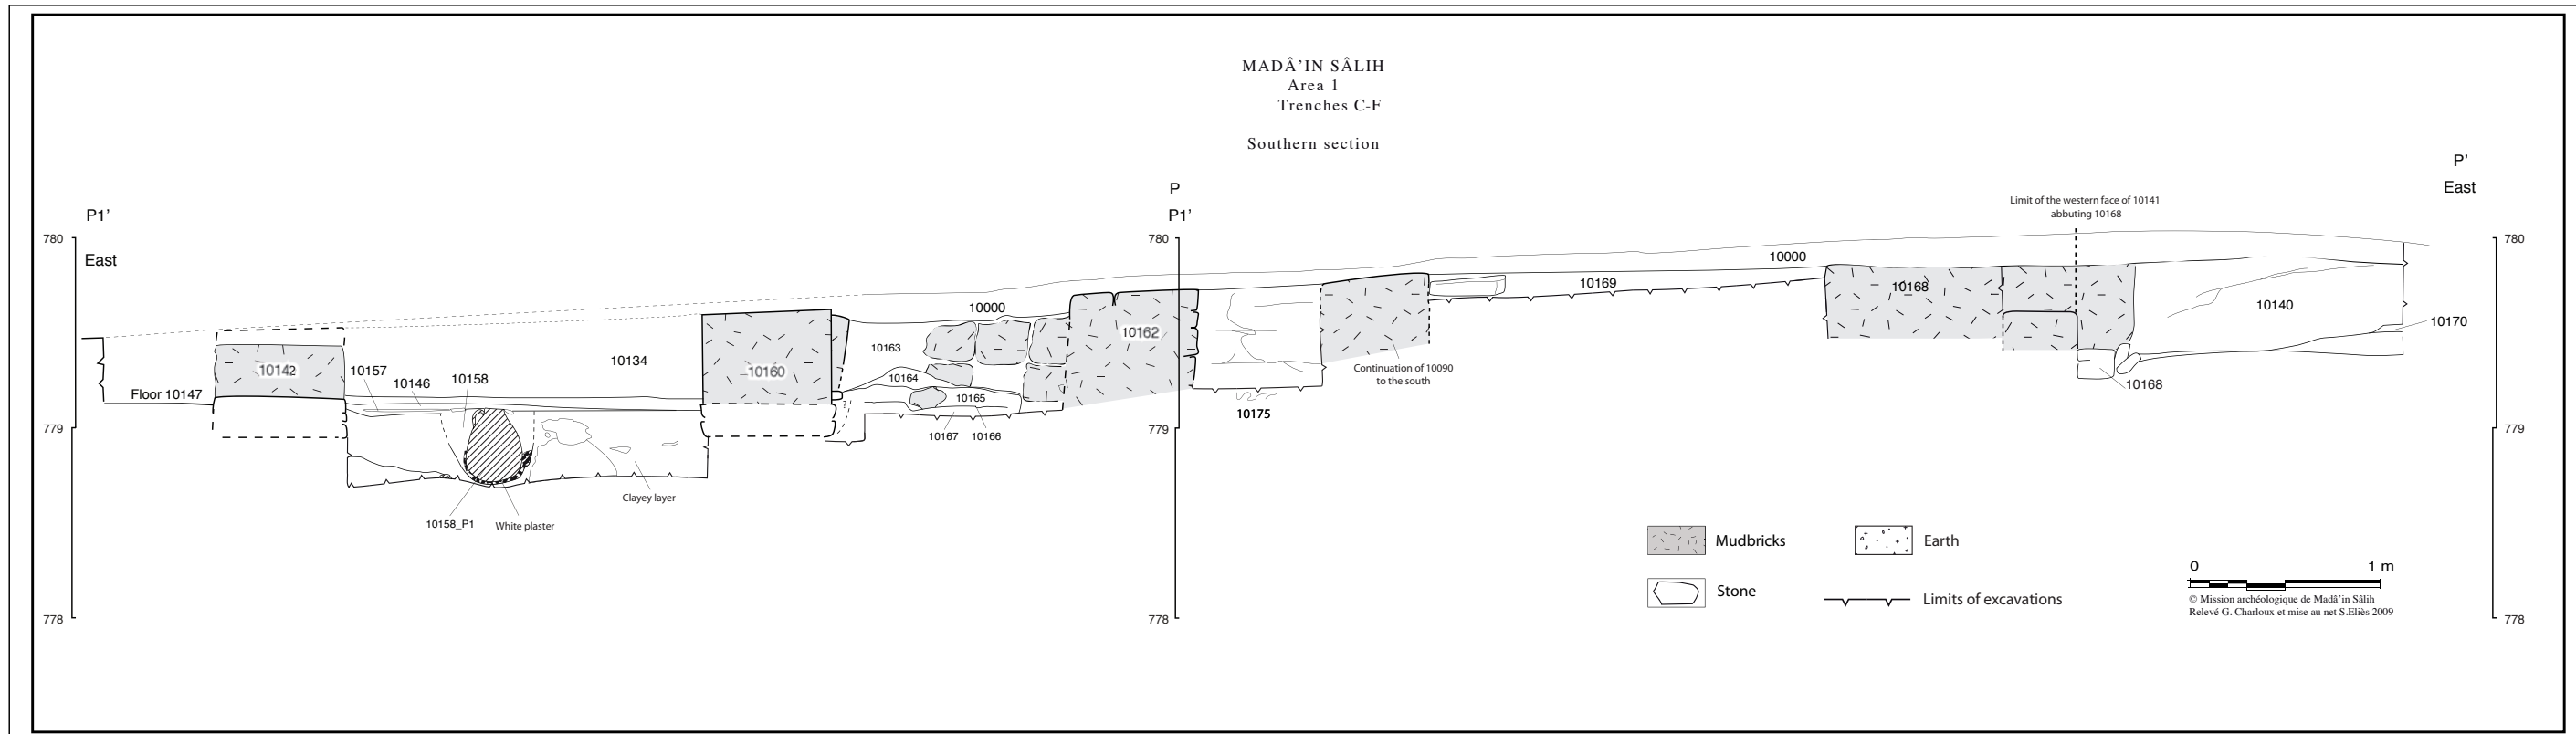 MADÂ'IN SÂLIH
Area 1
Trenches C-F
Southern section
P1'
East
P
P1'
P'
East
Limit of the western face of 10141
abbuting 10168
780
780
780
10000
10000
10168
10169
10140
10170
10162
10163
10134
10142
10160
10157
10146
10158
10164
Floor 10147
10165
Continuation of 10090
to the south
10168
10175
779
779
779
10167
10166
Clayey layer
10158_P1
White plaster
Mudbricks
Earth
Stone
Limits of excavations
0
1 m
© Mission archéologique de Madâ'in Sâlih
Relevé G. Charloux et mise au net S.Eliès 2009
778
778
778